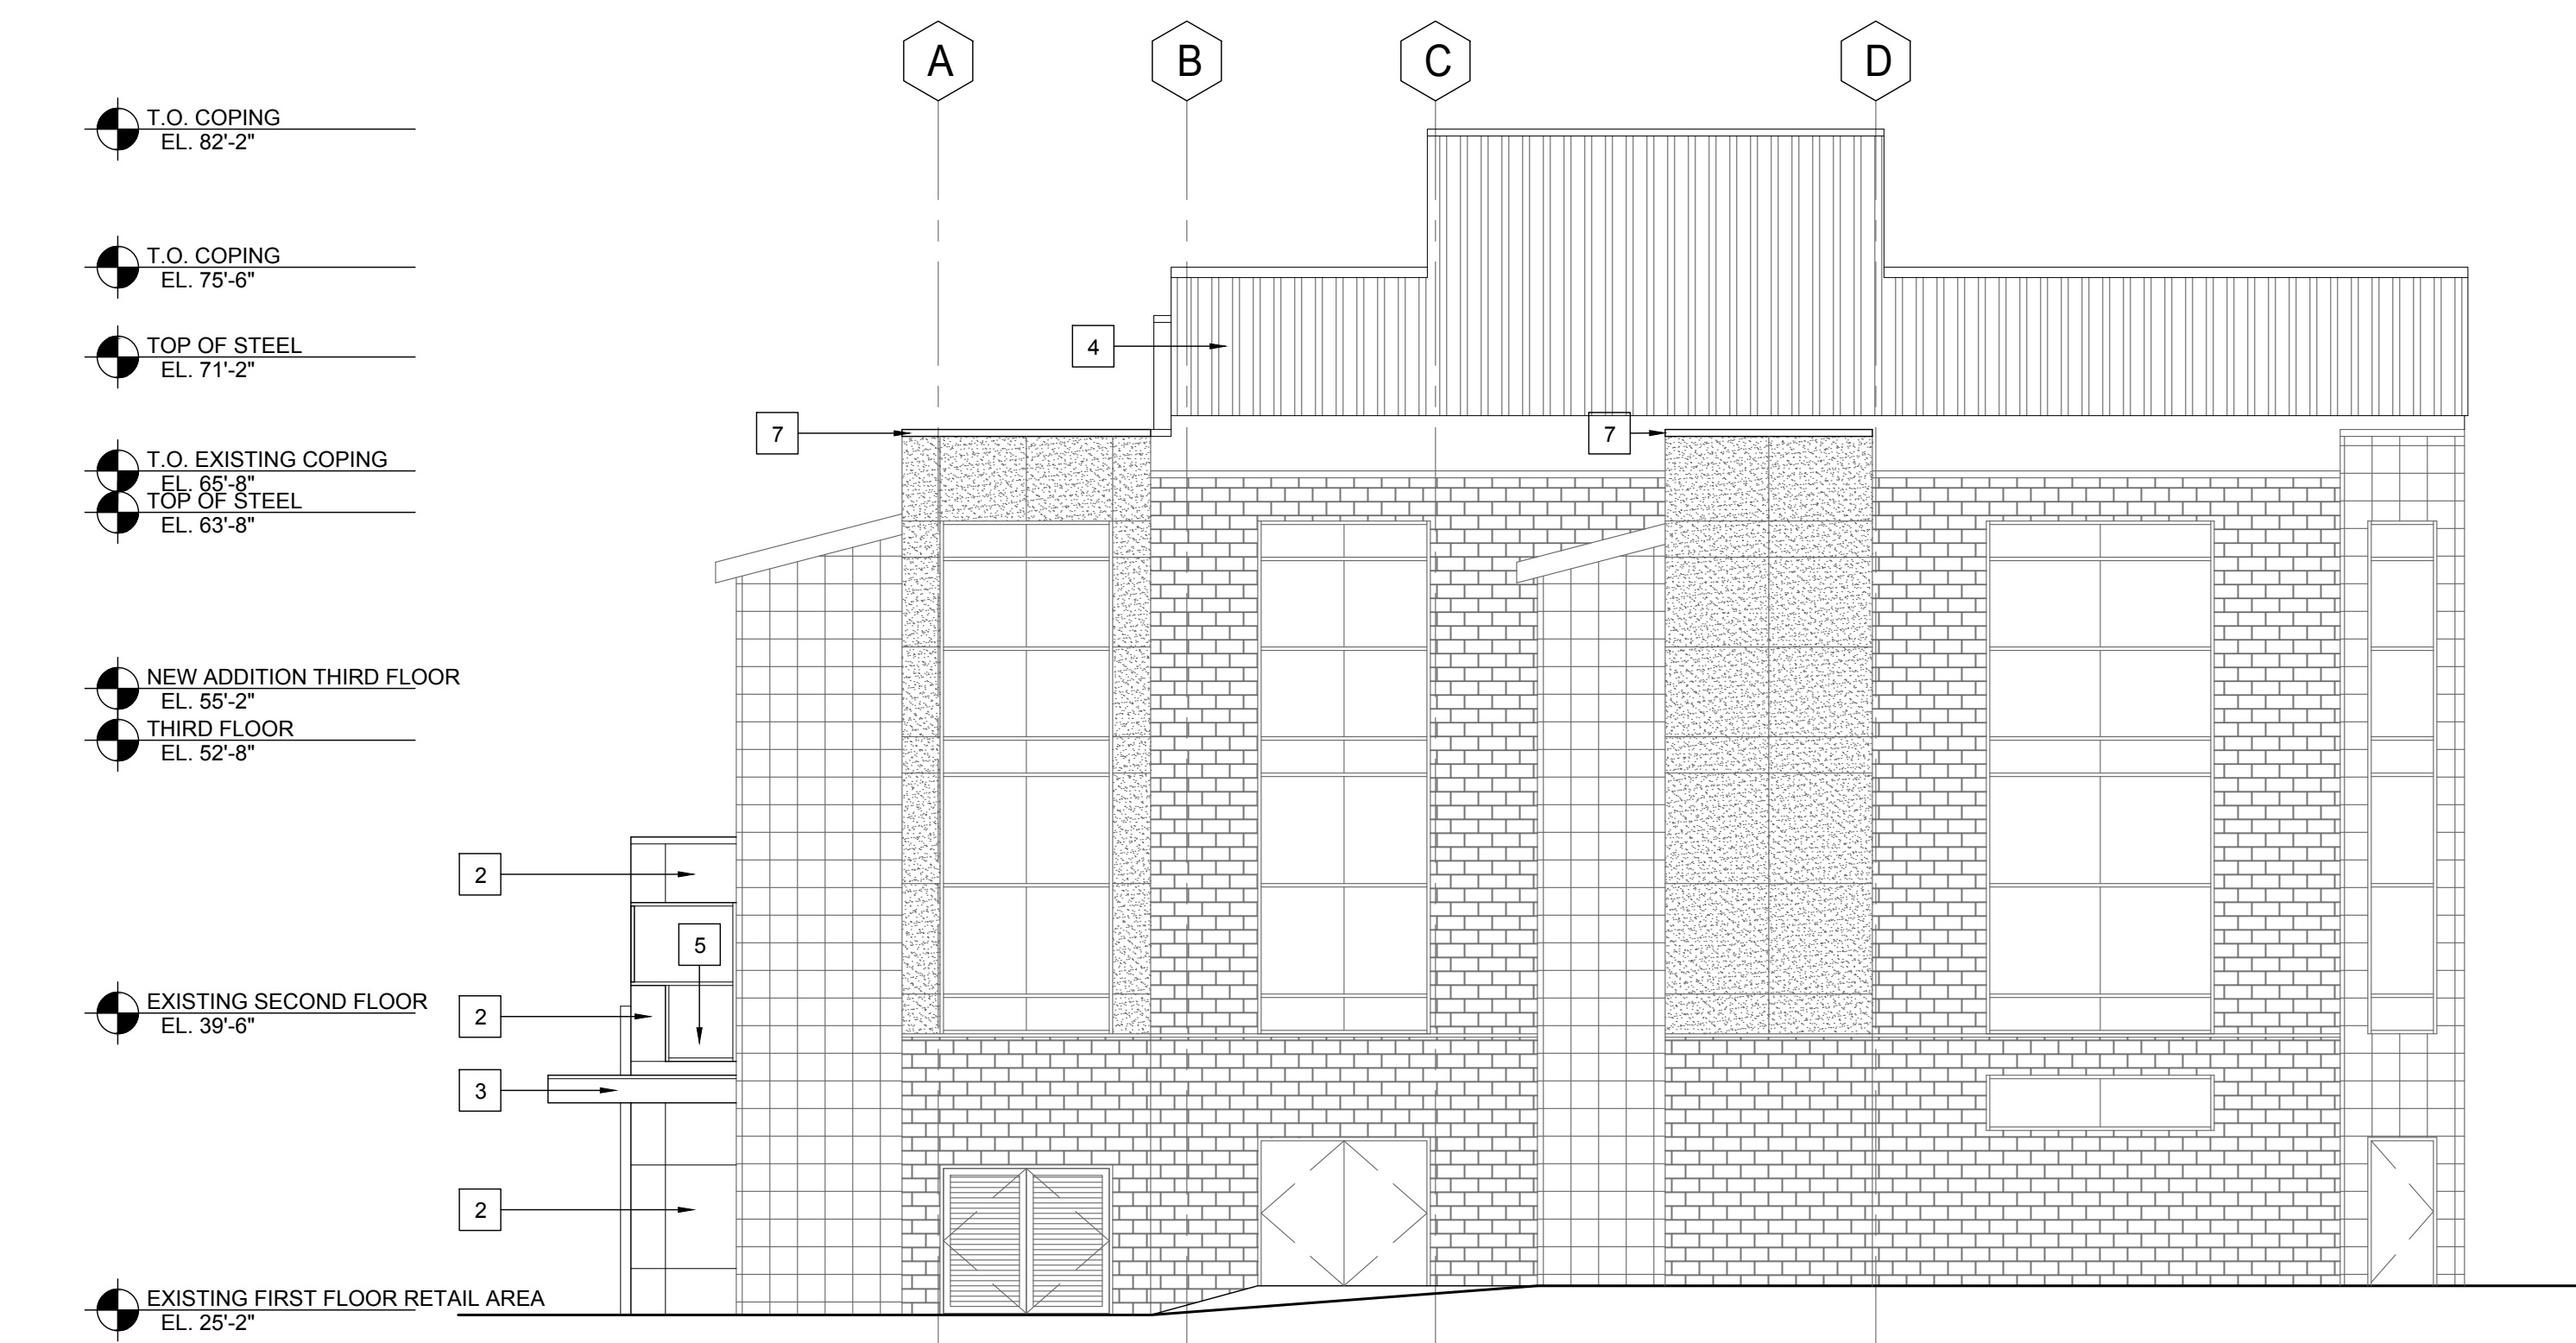 A B C D
T.O. COPING
EL. 82'-2"
T.O. COPING
EL. 75'-6"
TOP OF STEEL
EL. 71'-2"
4
7 7
T.O. EXISTING COPING
EL. 65'-8"
TOP OF STEEL
EL. 63'-8"
NEW ADDITION THIRD FLOOR
EL. 55'-2"
THIRD FLOOR
EL. 52'-8"
2
5
EXISTING SECOND FLOOR
EL. 39'-6"
2
3
2
EXISTING FIRST FLOOR RETAIL AREA
EL. 25'-2"